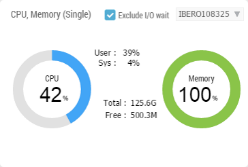 CPU, Memory (Single) Exclude I/O wait IBERO108325
User : 39%
Sys : 4%
CPU
42%
Total : 125.6G
Free : 500.3M
Memory
100%